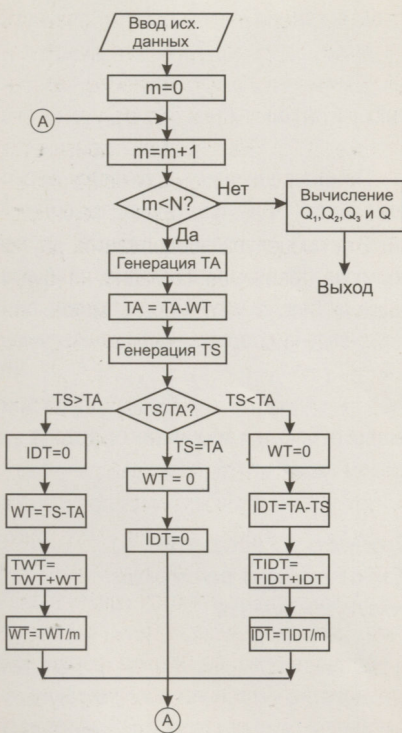 Ввод исх.
данных
m=0
A
m=m+1
m<N?
Нет
Вычисление
Q₁,Q₂,Q₃ и Q
Да
Выход
Генерация TA
TA = TA-WT
Генерация TS
TS>TA
TS/TA?
TS<TA
TS=TA
IDT=0
WT = 0
WT=0
WT=TS-TA
IDT=0
IDT=TA-TS
TWT=
TWT+WT
TIDT=
TIDT+IDT
W̅T̅=TWT/m
I̅D̅T̅=TIDT/m
A